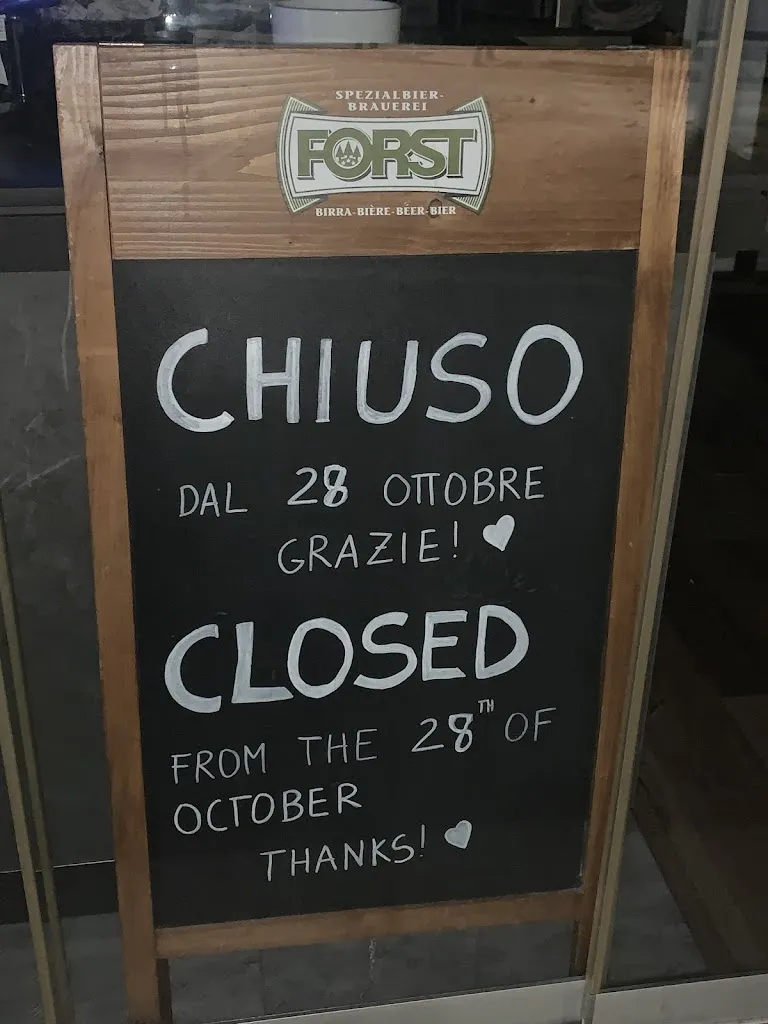 SPEZIALBIER-
BRAUEREI
FORST
BIRRA-BIÈRE-BEER-BIER
CHIUSO
DAL 28 OTTOBRE
GRAZIE! ♥
CLOSED
FROM THE 28TH OF
OCTOBER
THANKS! ♥